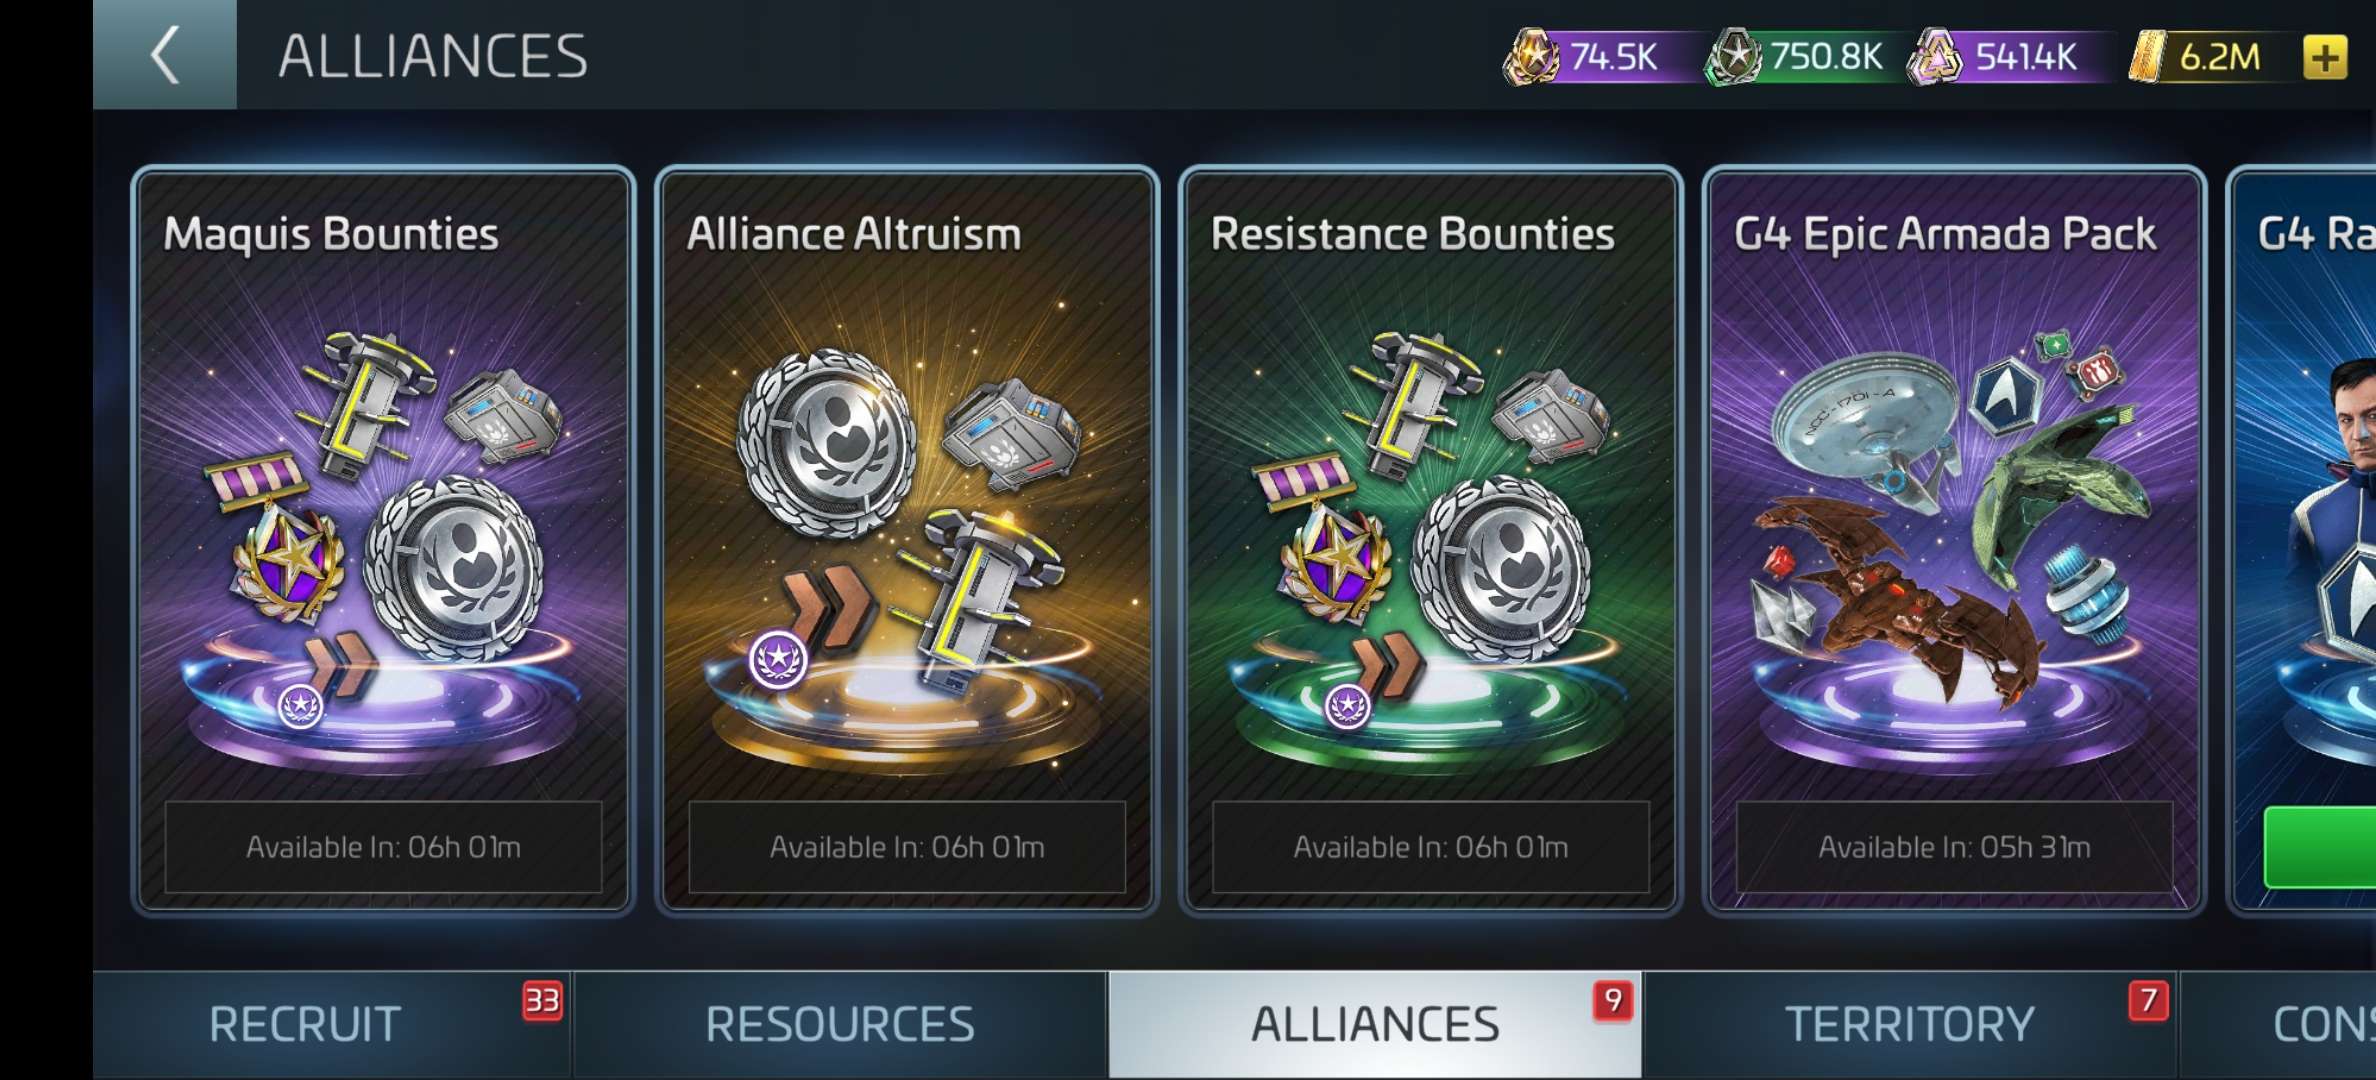 ALLIANCES
74.5K
750.8K
541.4K
6.2M
Maquis Bounties
Alliance Altruism
Resistance Bounties
G4 Epic Armada Pack
G4 Ra
NCC-1701-A
Available In: 06h 01m
Available In: 06h 01m
Available In: 06h 01m
Available In: 05h 31m
RECRUIT
33
RESOURCES
ALLIANCES
9
TERRITORY
7
CONS